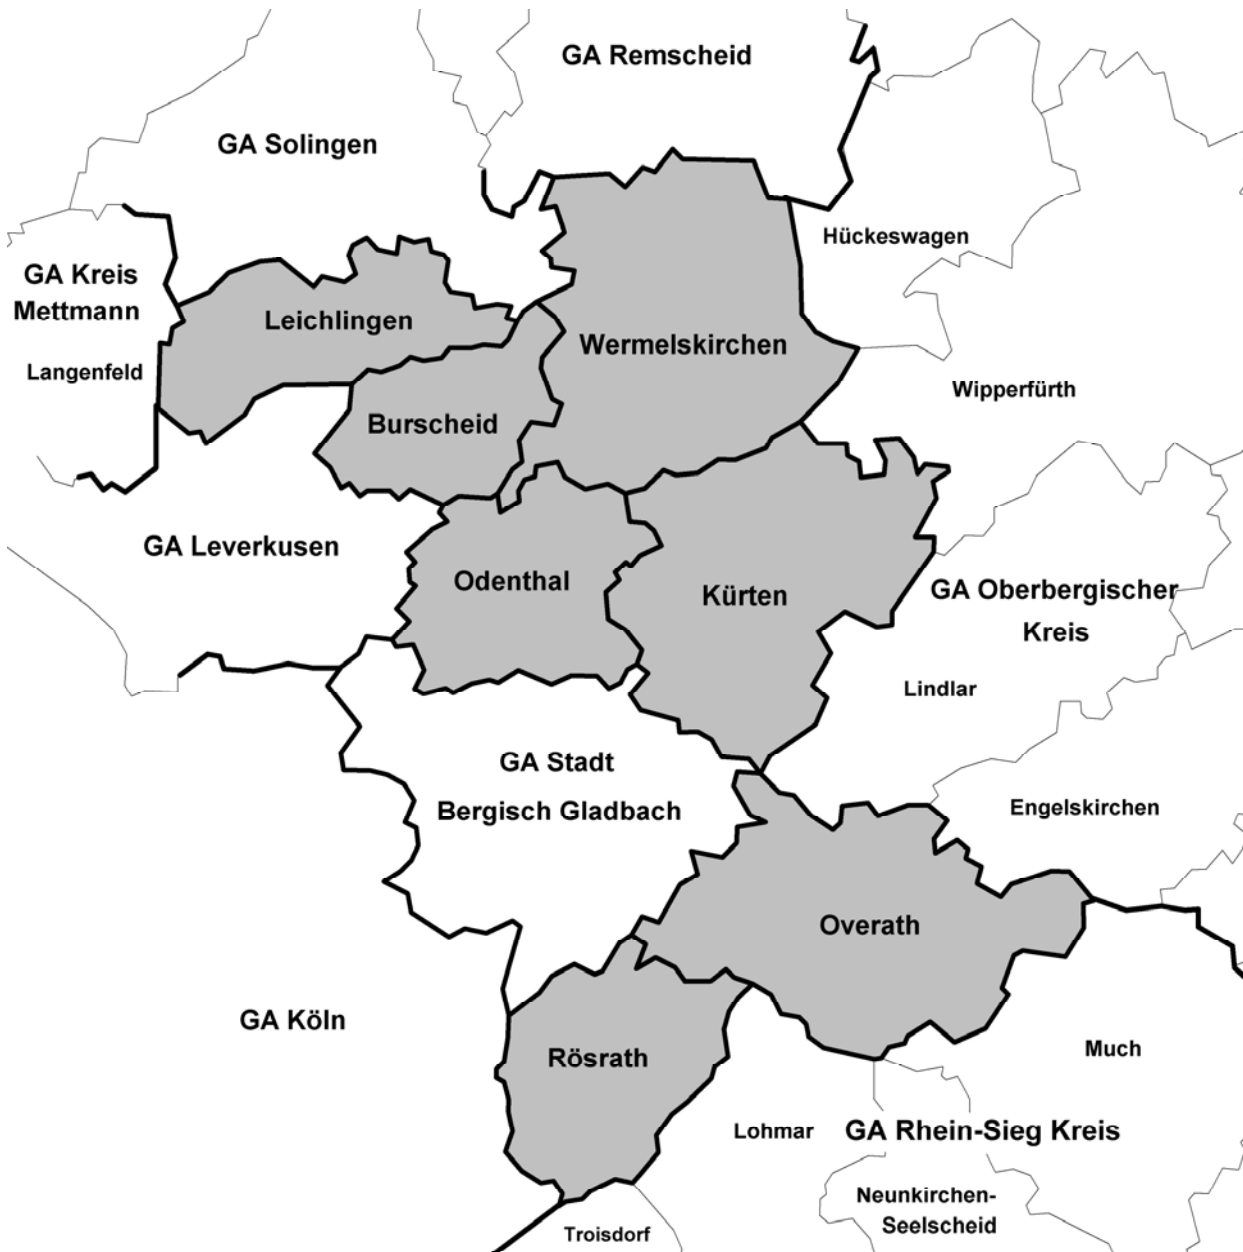 GA Remscheid
GA Solingen
Hückeswagen
GA Kreis
Mettmann
Leichlingen
Wermelskirchen
Langenfeld
Wipperfürth
Burscheid
GA Leverkusen
Odenthal
Kürten
GA Oberbergischer
Kreis
Lindlar
GA Stadt
Bergisch Gladbach
Engelskirchen
Overath
GA Köln
Rösrath
Much
Lohmar
GA Rhein-Sieg Kreis
Neunkirchen-
Seelscheid
Troisdorf